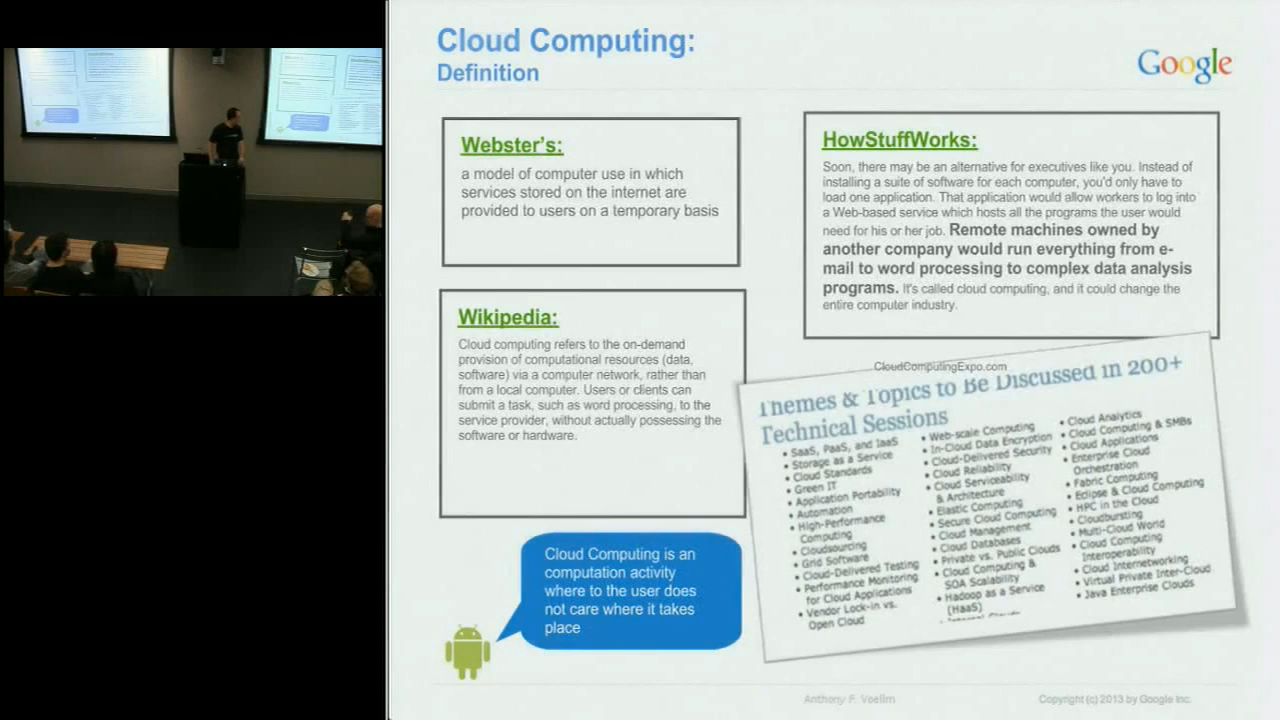 Cloud Computing:
Definition
Google
Webster's:
a model of computer use in which
services stored on the internet are
provided to users on a temporary basis
HowStuffWorks:
Soon, there may be an alternative for executives like you. Instead of
installing a suite of software for each computer, you'd only have to
load one application. That application would allow workers to log into
a Web-based service which hosts all the programs the user would
need for his or her job. Remote machines owned by
another company would run everything from e-
mail to word processing to complex data analysis
programs. It's called cloud computing, and it could change the
entire computer industry.
Wikipedia:
Cloud computing refers to the on-demand
provision of computational resources (data,
software) via a computer network, rather than
from a local computer. Users or clients can
submit a task, such as word processing, to the
service provider, without actually possessing the
software or hardware.
CloudComputingExpo.com
Themes & Topics to Be Discussed in 200+
Technical Sessions
• SaaS, PaaS, and IaaS
• Storage as a Service
• Cloud Standards
• Green IT
• Application Portability
• Automation
• High-Performance
Computing
• Cloudsourcing
• Grid Software
• Cloud-Delivered Testing
• Performance Monitoring
for Cloud Applications
• Vendor Lock-in vs.
Open Cloud
• Web-scale Computing
• In-Cloud Data Encryption
• Cloud-Delivered Security
• Cloud Reliability
• Cloud Serviceability
& Architecture
• Elastic Computing
• Secure Cloud Computing
• Cloud Management
• Cloud Databases
• Private vs. Public Clouds
• Cloud Computing &
SOA Scalability
• Hadoop as a Service
(HaaS)
• Cloud Analytics
• Cloud Computing & SMBs
• Cloud Applications
• Enterprise Cloud
Orchestration
• Fabric Computing
• Eclipse & Cloud Computing
• HPC in the Cloud
• Cloudbursting
• Multi-Cloud World
• Cloud Computing
Interoperability
• Cloud Internetworking
• Virtual Private Inter-Cloud
• Java Enterprise Clouds
Cloud Computing is an
computation activity
where to the user does
not care where it takes
place
Anthony F. Voellm
Copyright (c) 2013 by Google Inc.